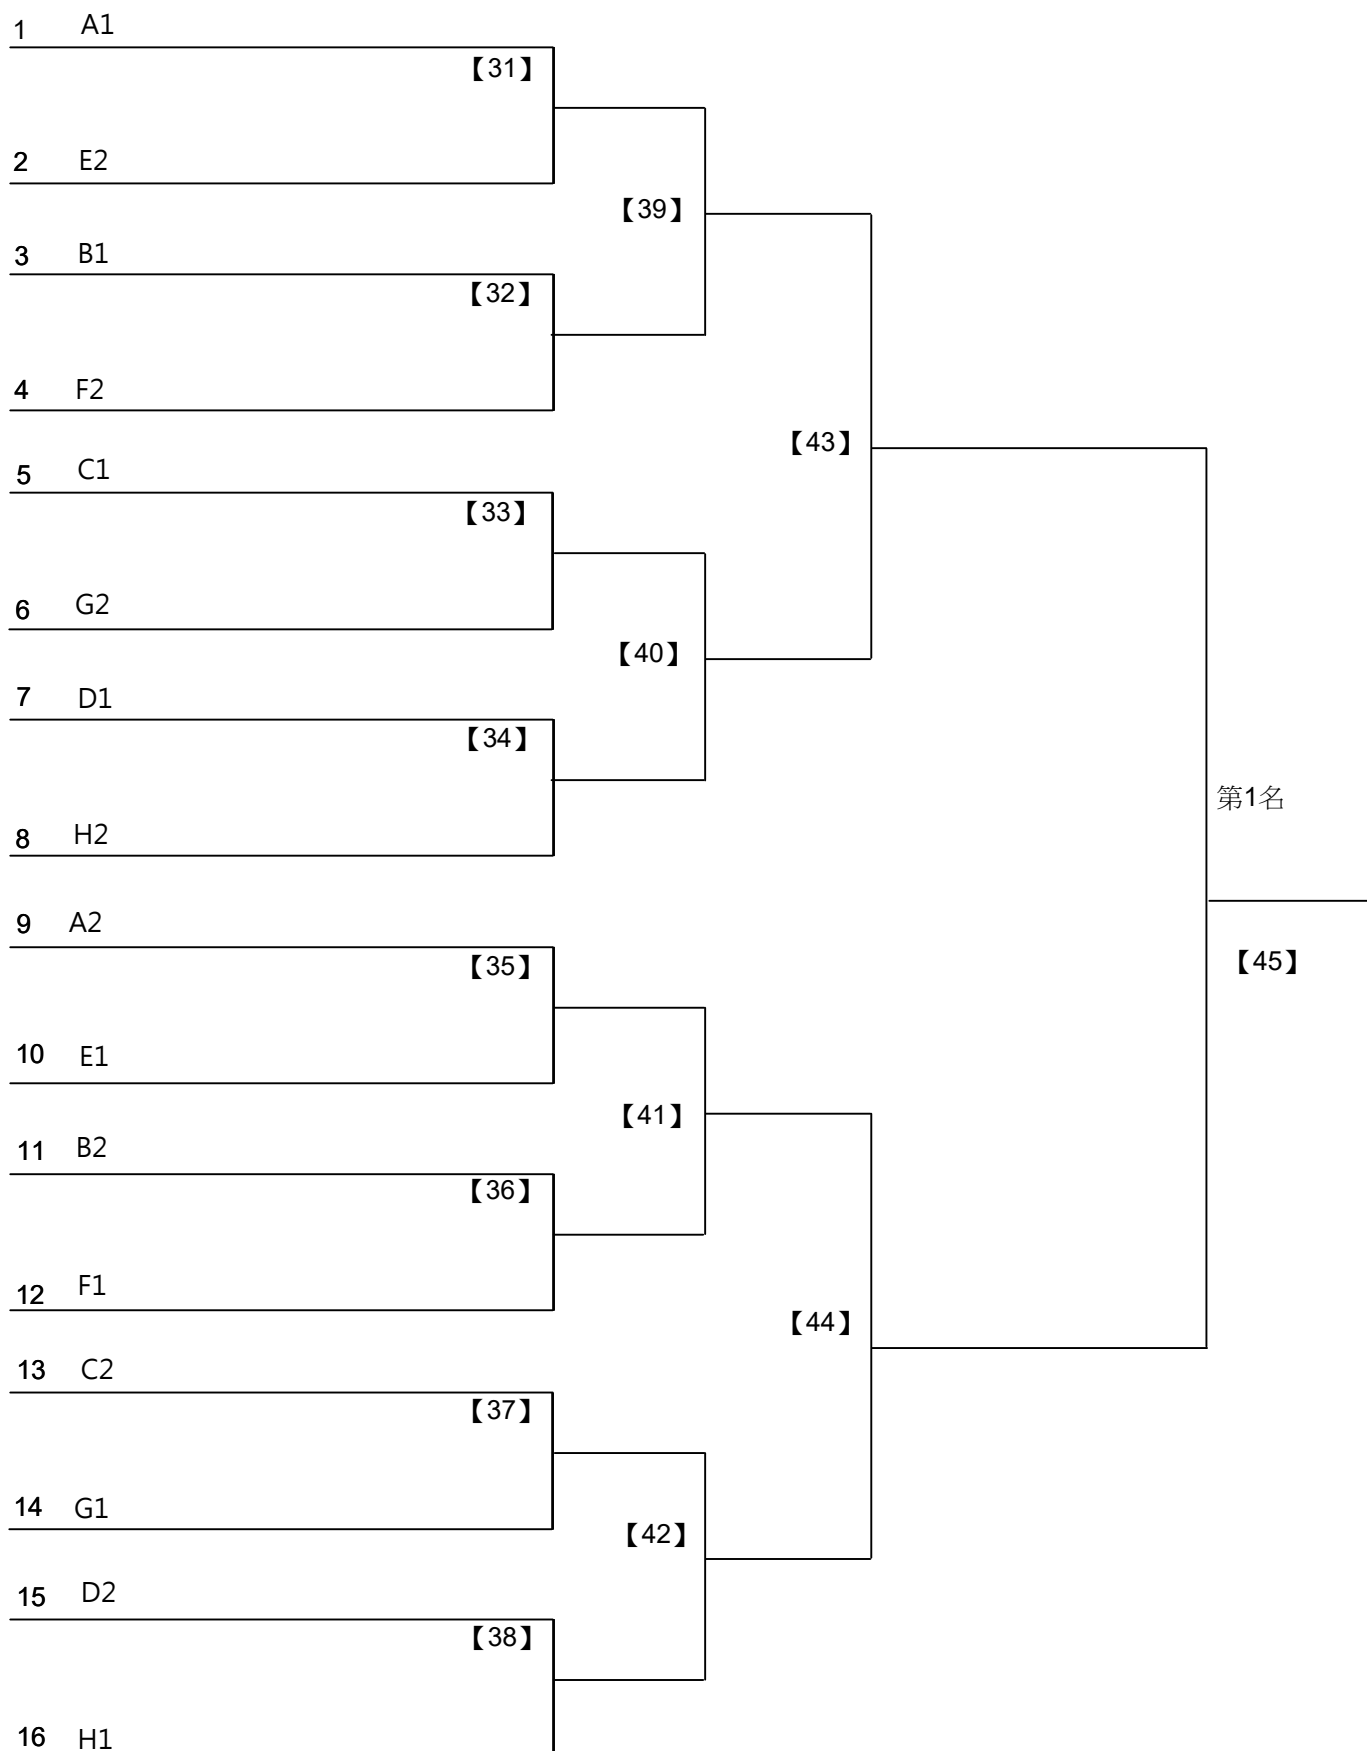 1 A1
【31】
2 E2
【39】
3 B1
【32】
4 F2
【43】
5 C1
【33】
6 G2
【40】
7 D1
【34】
第1名
8 H2
9 A2
【35】
【45】
10 E1
【41】
11 B2
【36】
12 F1
【44】
13 C2
【37】
14 G1
【42】
15 D2
【38】
16 H1